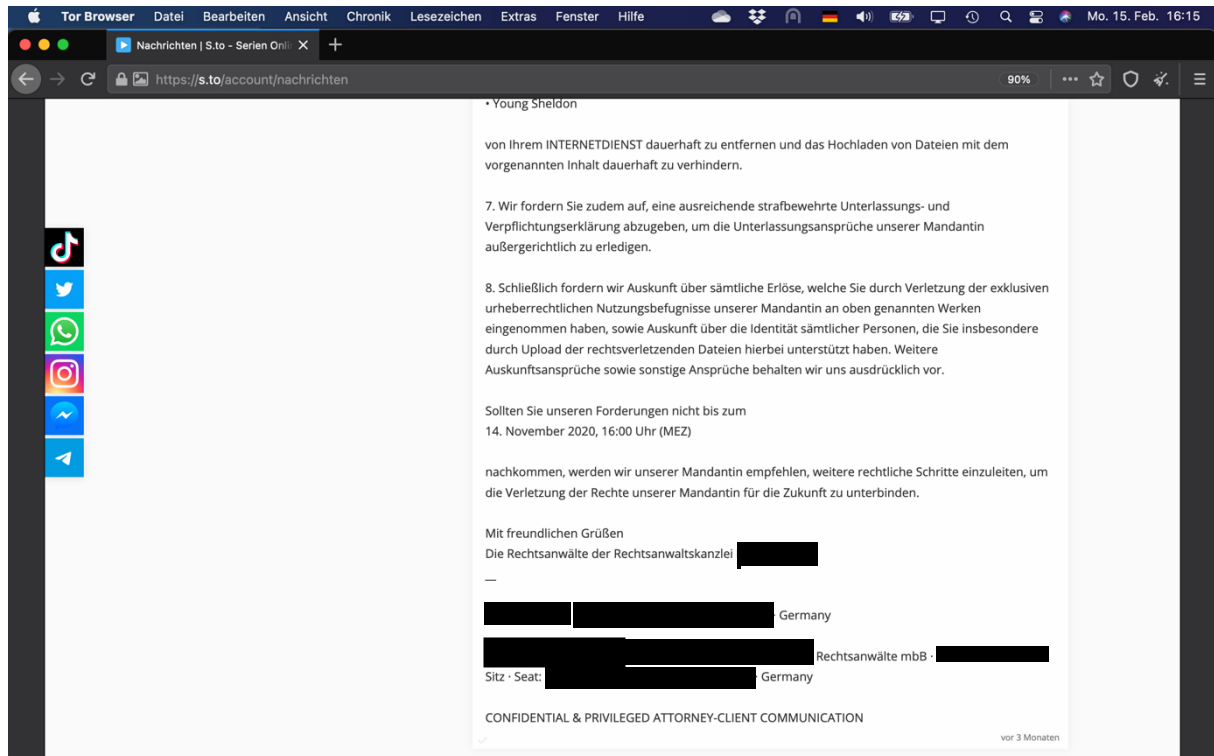 Tor Browser Datei Bearbeiten Ansicht Chronik Lesezeichen Extras Fenster Hilfe Mo. 15. Feb. 16:15
Nachrichten | S.to - Serien Onli
https://s.to/account/nachrichten 90%
• Young Sheldon
von Ihrem INTERNETDIENST dauerhaft zu entfernen und das Hochladen von Dateien mit dem
vorgenannten Inhalt dauerhaft zu verhindern.
7. Wir fordern Sie zudem auf, eine ausreichende strafbewehrte Unterlassungs- und
Verpflichtungserklärung abzugeben, um die Unterlassungsansprüche unserer Mandantin
außergerichtlich zu erledigen.
8. Schließlich fordern wir Auskunft über sämtliche Erlöse, welche Sie durch Verletzung der exklusiven
urheberrechtlichen Nutzungsbefugnisse unserer Mandantin an oben genannten Werken
eingenommen haben, sowie Auskunft über die Identität sämtlicher Personen, die Sie insbesondere
durch Upload der rechtsverletzenden Dateien hierbei unterstützt haben. Weitere
Auskunftsansprüche sowie sonstige Ansprüche behalten wir uns ausdrücklich vor.
Sollten Sie unseren Forderungen nicht bis zum
14. November 2020, 16:00 Uhr (MEZ)
nachkommen, werden wir unserer Mandantin empfehlen, weitere rechtliche Schritte einzuleiten, um
die Verletzung der Rechte unserer Mandantin für die Zukunft zu unterbinden.
Mit freundlichen Grüßen
Die Rechtsanwälte der Rechtsanwaltskanzlei
—
· Germany
Rechtsanwälte mbB ·
Sitz · Seat: · Germany
CONFIDENTIAL & PRIVILEGED ATTORNEY-CLIENT COMMUNICATION
vor 3 Monaten